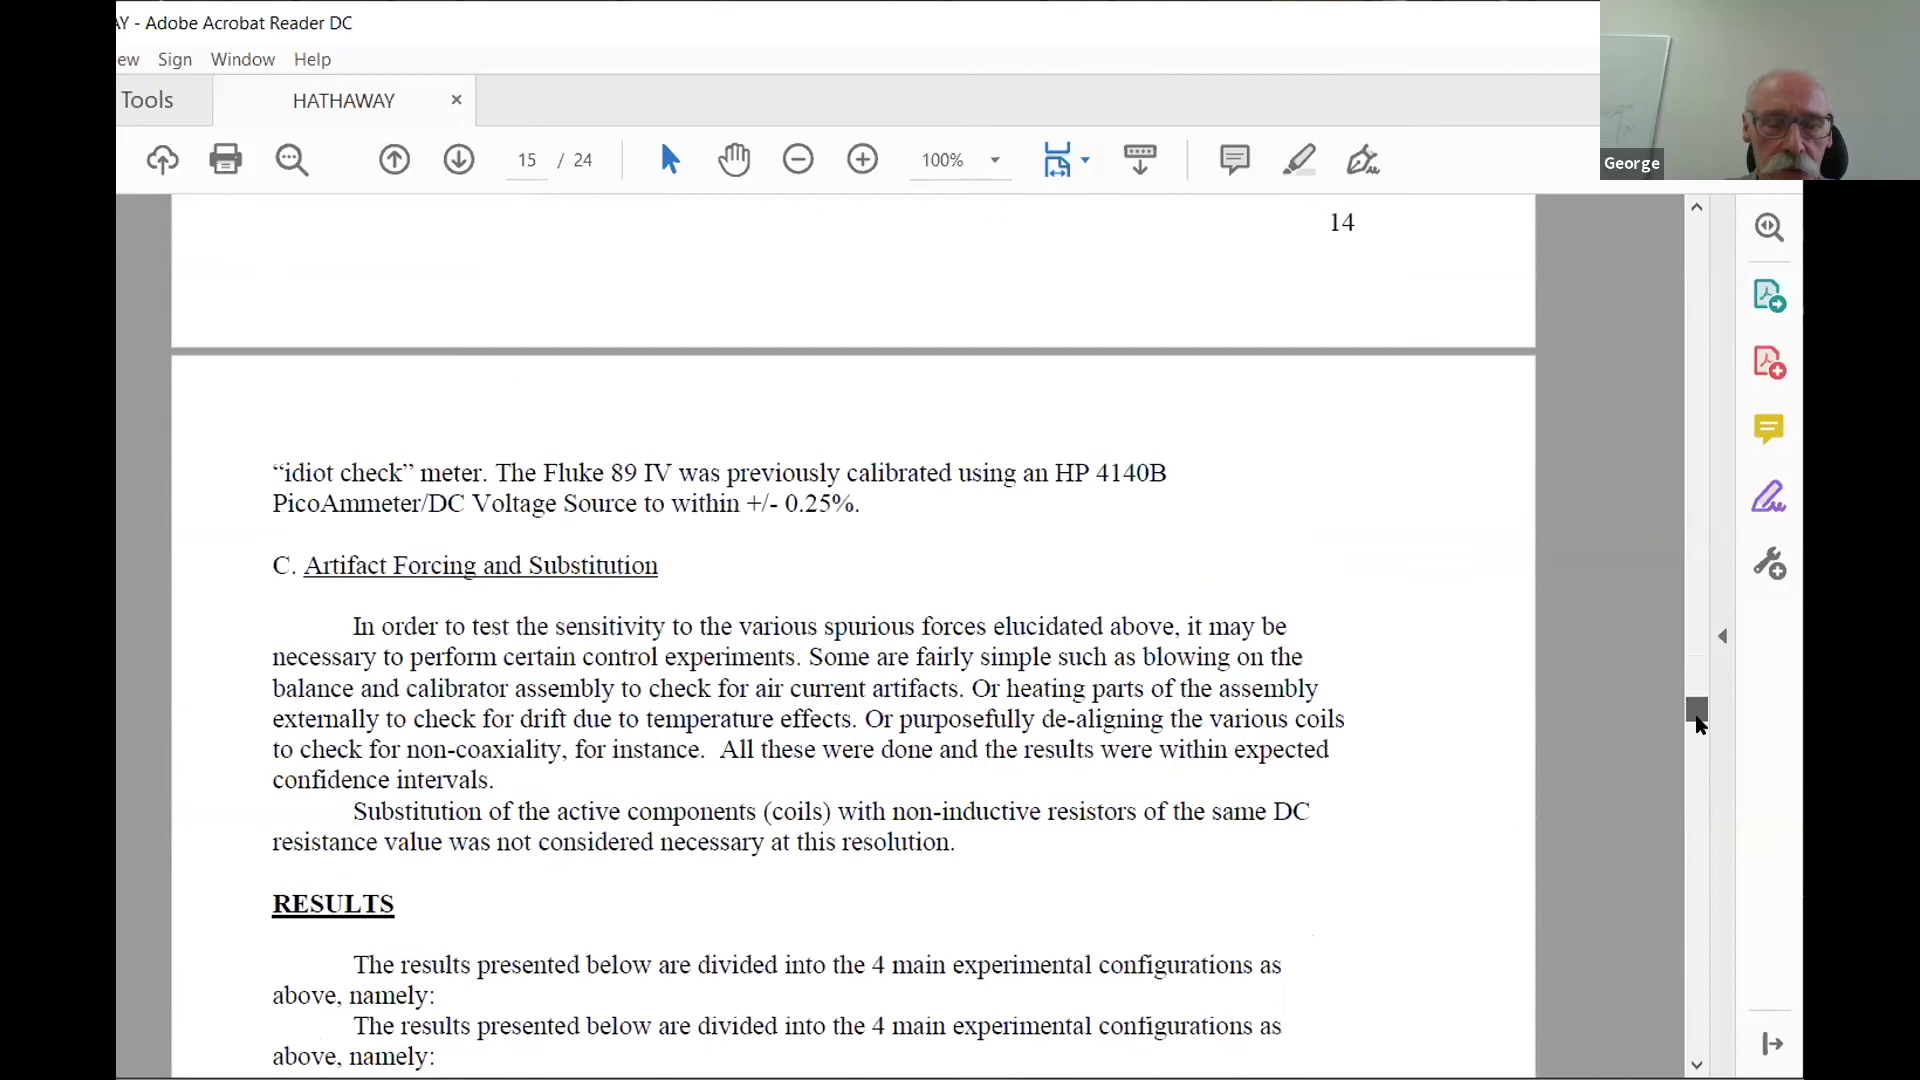 AY - Adobe Acrobat Reader DC
ew Sign Window Help
Tools HATHAWAY
15 / 24 100%
George
14
“idiot check” meter. The Fluke 89 IV was previously calibrated using an HP 4140B
PicoAmmeter/DC Voltage Source to within +/- 0.25%.
C. Artifact Forcing and Substitution
In order to test the sensitivity to the various spurious forces elucidated above, it may be
necessary to perform certain control experiments. Some are fairly simple such as blowing on the
balance and calibrator assembly to check for air current artifacts. Or heating parts of the assembly
externally to check for drift due to temperature effects. Or purposefully de-aligning the various coils
to check for non-coaxiality, for instance.  All these were done and the results were within expected
confidence intervals.
Substitution of the active components (coils) with non-inductive resistors of the same DC
resistance value was not considered necessary at this resolution.
RESULTS
The results presented below are divided into the 4 main experimental configurations as
above, namely:
The results presented below are divided into the 4 main experimental configurations as
above, namely: